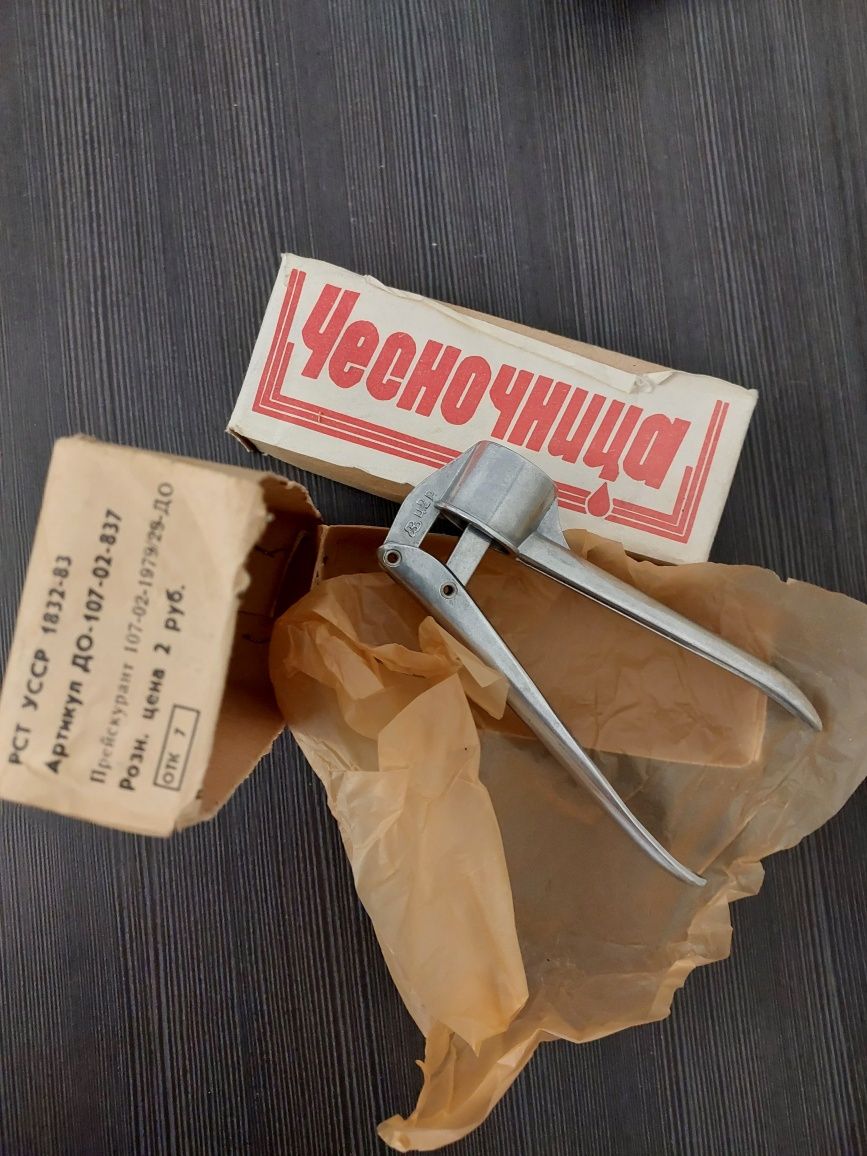 Чесночница
РСТ УССР 1832-83
Артикул ДО-107-02-837
Прейскурант 107-02-1979/29-ДО
Розн. цена 2 руб.
ОТК 7